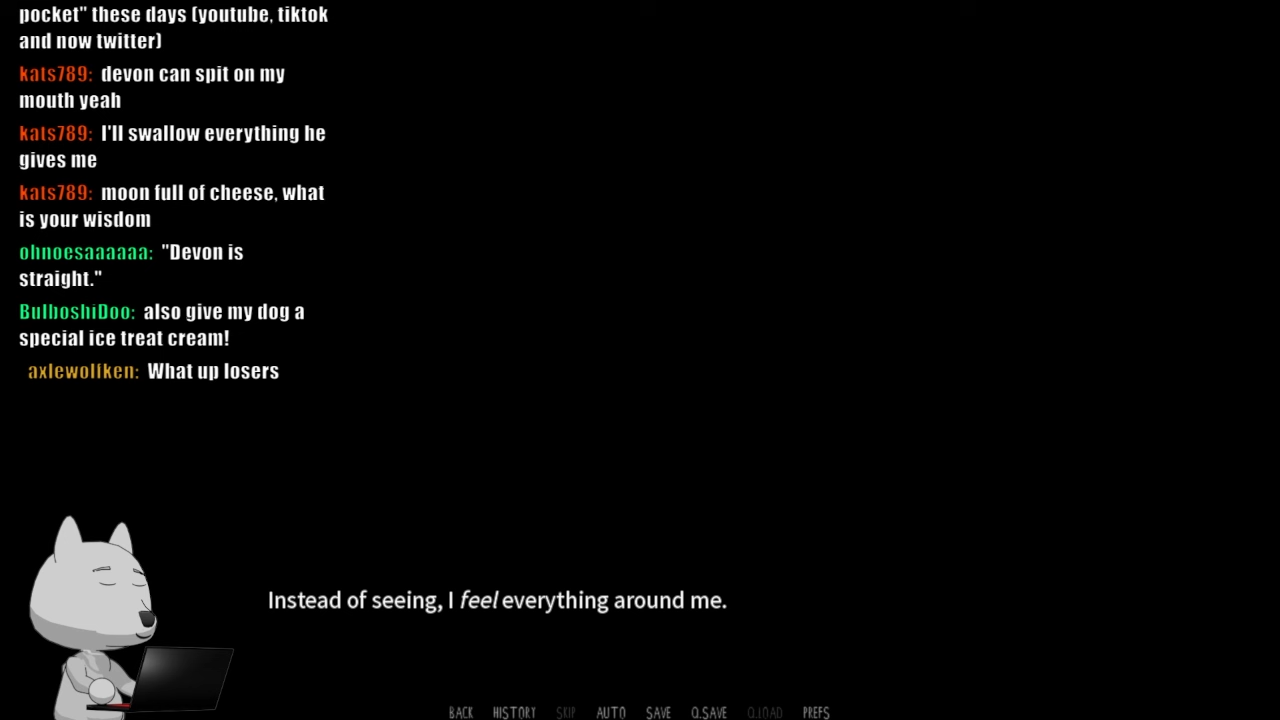 pocket" these days (youtube, tiktok
and now twitter)
kats789: devon can spit on my
mouth yeah
kats789: I'll swallow everything he
gives me
kats789: moon full of cheese, what
is your wisdom
ohnoesaaaaaa: "Devon is
straight."
BulboshiDoo: also give my dog a
special ice treat cream!
axlewolfken: What up losers
Instead of seeing, I feel everything around me.
BACK HISTORY SKIP AUTO SAVE Q.SAVE Q.LOAD PREFS